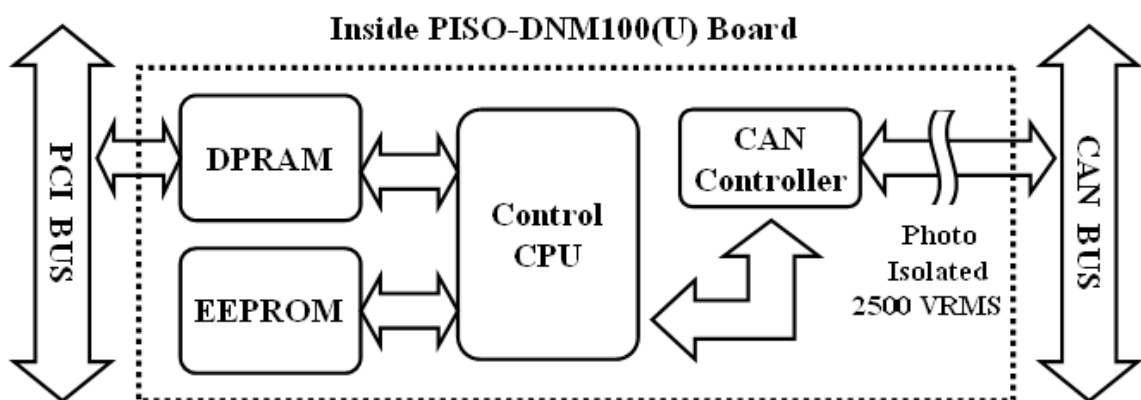 Inside PISO-DNM100(U) Board
PCI BUS
DPRAM
EEPROM
Control
CPU
CAN
Controller
Photo
Isolated
2500 VRMS
CAN BUS